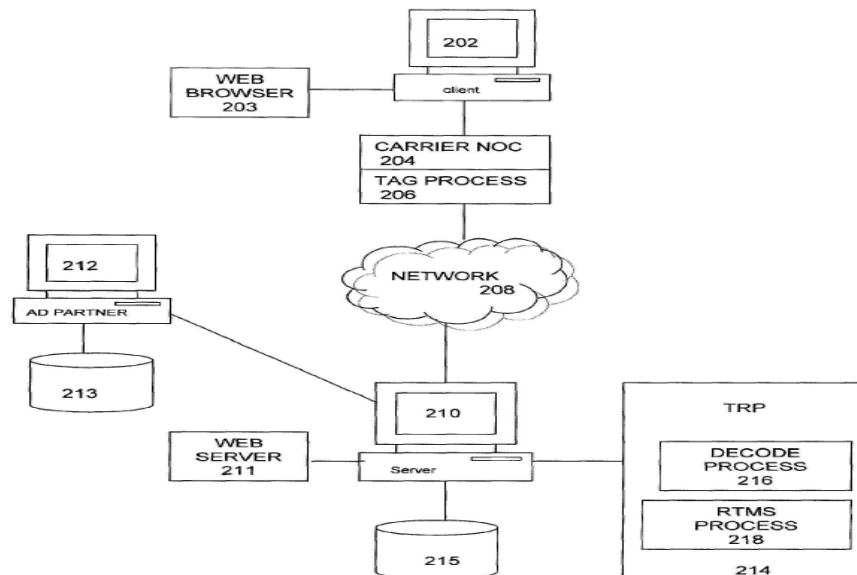 202
client
WEB
BROWSER
203
CARRIER NOC
204
TAG PROCESS
206
NETWORK
208
212
AD PARTNER
213
210
Server
WEB
SERVER
211
215
TRP
DECODE
PROCESS
216
RTMS
PROCESS
218
214